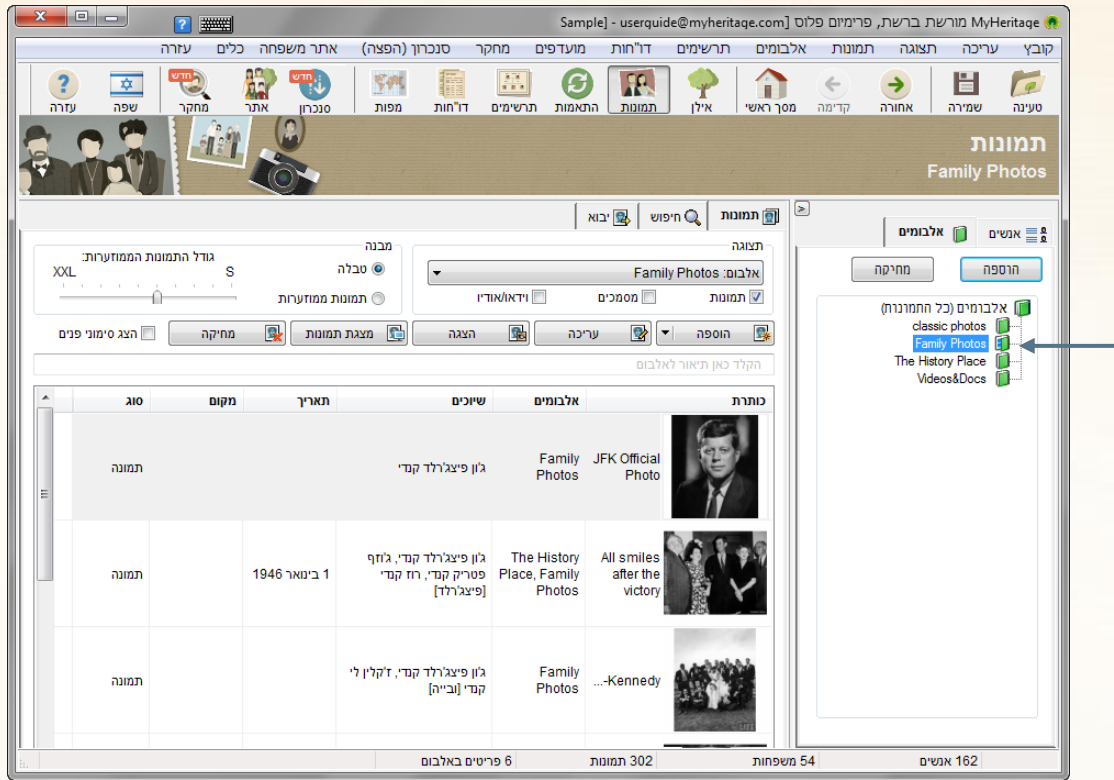 MyHeritage מורשת ברשת, פרימיום פלוס [Sample] - userguide@myheritage.com
קובץ עריכה תצוגה תמונות אלבומים תרשימים דו"חות מועדפים מחקר סנכרון (הפצה) אתר משפחה כלים עזרה
טעינה שמירה אחורה קדימה מסך ראשי אילן תמונות התאמות תרשימים דו"חות מפות סנכרון אתר מחקר שפה עזרה
חדש חדש
תמונות
Family Photos
אנשים אלבומים
הוספה מחיקה
אלבומים (כל התמונות)
classic photos
Family Photos
The History Place
Videos&Docs
תמונות חיפוש יבוא
תצוגה
אלבום: Family Photos
תמונות מסמכים וידאו/אודיו
מבנה
טבלה
תמונות ממוזערות
גודל התמונות הממוזערות:
S XXL
הוספה עריכה הצגה מצגת תמונות מחיקה הצג סימוני פנים
הקלד כאן תיאור לאלבום
כותרת אלבומים שיוכים תאריך מקום סוג
JFK Official
Photo
Family
Photos
ג'ון פיצג'רלד קנדי
תמונה
All smiles
after the
victory
The History
Place, Family
Photos
ג'ון פיצג'רלד קנדי, ג'וזף
פטריק קנדי, רוז קנדי
[פיצג'רלד]
1 בינואר 1946
תמונה
Kennedy-...
Family
Photos
ג'ון פיצג'רלד קנדי, ז'קלין לי
קנדי [ובייה]
תמונה
162 אנשים 54 משפחות 302 תמונות 6 פריטים באלבום